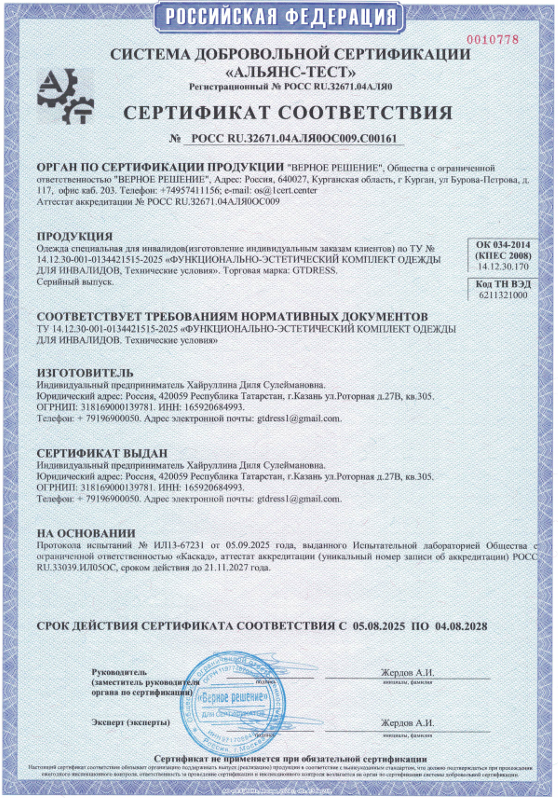 РОССИЙСКАЯ ФЕДЕРАЦИЯ
0010778
СИСТЕМА ДОБРОВОЛЬНОЙ СЕРТИФИКАЦИИ
«АЛЬЯНС-ТЕСТ»
Регистрационный № РОСС RU.32671.04АЛЯ0
СЕРТИФИКАТ СООТВЕТСТВИЯ
№ РОСС RU.32671.04АЛЯ0ОС009.С00161
ОРГАН ПО СЕРТИФИКАЦИИ ПРОДУКЦИИ "ВЕРНОЕ РЕШЕНИЕ", Общества с ограниченной
ответственностью "ВЕРНОЕ РЕШЕНИЕ", Адрес: Россия, 640027, Курганская область, г Курган, ул Бурова-Петрова, д.
117, офис каб. 203. Телефон: +74957411156; e-mail: os@1cert.center
Аттестат аккредитации № РОСС RU.32671.04АЛЯ0ОС009
ПРОДУКЦИЯ
Одежда специальная для инвалидов(изготовление индивидуальным заказам клиентов) по ТУ №
14.12.30-001-0134421515-2025 «ФУНКЦИОНАЛЬНО-ЭСТЕТИЧЕСКИЙ КОМПЛЕКТ ОДЕЖДЫ
ДЛЯ ИНВАЛИДОВ, Технические условия». Торговая марка: GTDRESS.
Серийный выпуск.
ОК 034-2014
(КПЕС 2008)
14.12.30.170
Код ТН ВЭД
6211321000
СООТВЕТСТВУЕТ ТРЕБОВАНИЯМ НОРМАТИВНЫХ ДОКУМЕНТОВ
ТУ 14.12.30-001-0134421515-2025 «ФУНКЦИОНАЛЬНО-ЭСТЕТИЧЕСКИЙ КОМПЛЕКТ ОДЕЖДЫ
ДЛЯ ИНВАЛИДОВ. Технические условия»
ИЗГОТОВИТЕЛЬ
Индивидуальный предприниматель Хайруллина Диля Сулеймановна.
Юридический адрес: Россия, 420059 Республика Татарстан, г.Казань ул.Роторная д.27В, кв.305.
ОГРНИП: 318169000139781. ИНН: 165920684993.
Телефон: + 79196900050. Адрес электронной почты: gtdress1@gmail.com.
СЕРТИФИКАТ ВЫДАН
Индивидуальный предприниматель Хайруллина Диля Сулеймановна.
Юридический адрес: Россия, 420059 Республика Татарстан, г.Казань ул.Роторная д.27В, кв.305.
ОГРНИП: 318169000139781. ИНН: 165920684993.
Телефон: + 79196900050. Адрес электронной почты: gtdress1@gmail.com.
НА ОСНОВАНИИ
Протокола испытаний № ИЛ13-67231 от 05.09.2025 года, выданного Испытательной лабораторией Общества с
ограниченной ответственностью «Каскад», аттестат аккредитации (уникальный номер записи об аккредитации) РОСС
RU.33039.ИЛ05ОС, сроком действия до 21.11.2027 года.
СРОК ДЕЙСТВИЯ СЕРТИФИКАТА СООТВЕТСТВИЯ С 05.08.2025 ПО 04.08.2028
Руководитель
(заместитель руководителя
органа по сертификации)
подпись
Жердов А.И.
инициалы, фамилия
«Верное решение»
ДЛЯ СЕРТИФИКАТОВ
Эксперт (эксперты)
подпись
Жердов А.И.
инициалы, фамилия
Сертификат не применяется при обязательной сертификации